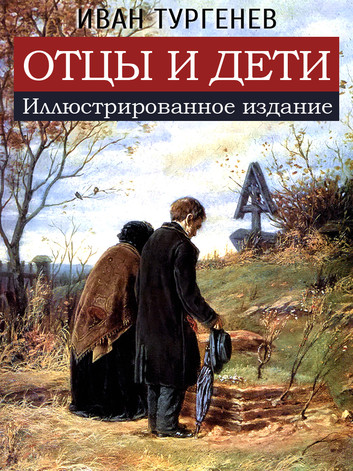 ИВАН ТУРГЕНЕВ
ОТЦЫ И ДЕТИ
Иллюстрированное издание